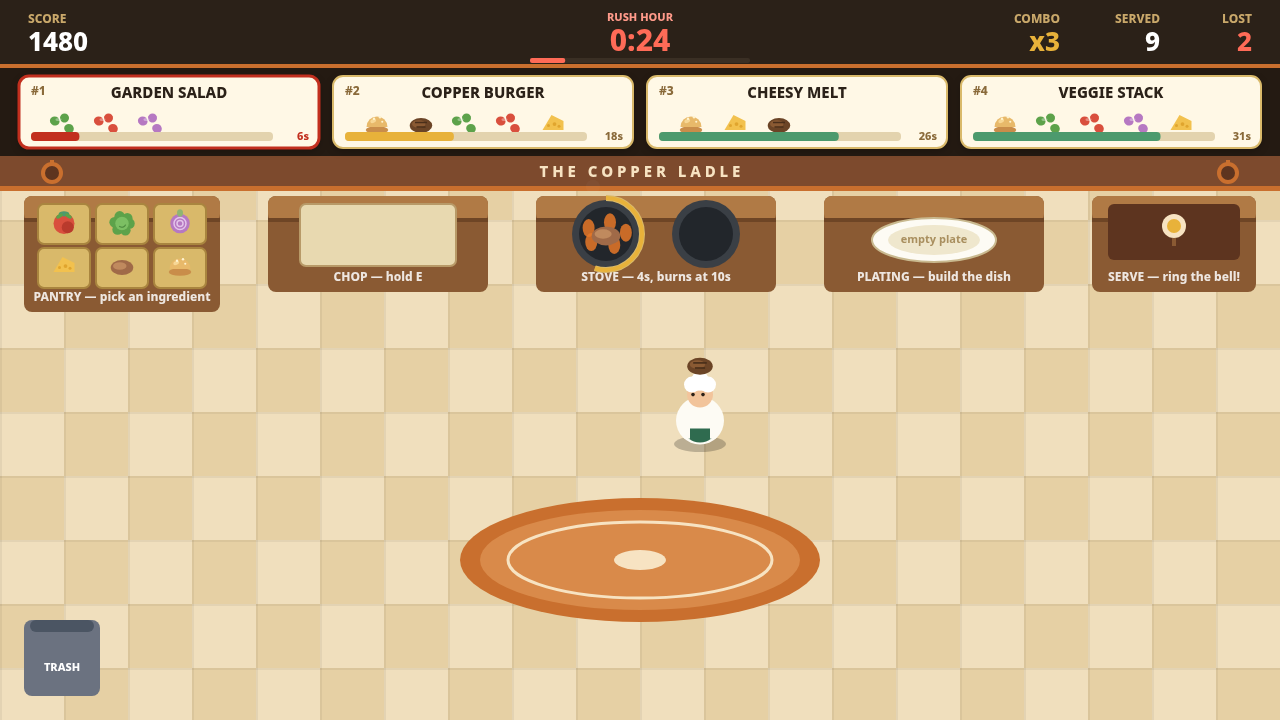 SCORE
1480
RUSH HOUR
0:24
COMBO
x3
SERVED
9
LOST
2
#1
GARDEN SALAD
6s
#2
COPPER BURGER
18s
#3
CHEESY MELT
26s
#4
VEGGIE STACK
31s
THE COPPER LADLE
PANTRY — pick an ingredient
CHOP — hold E
STOVE — 4s, burns at 10s
empty plate
PLATING — build the dish
SERVE — ring the bell!
TRASH